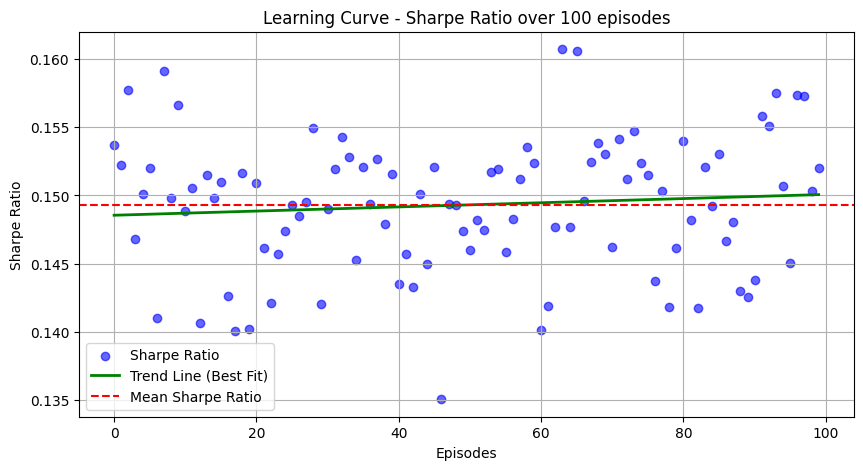 Learning Curve - Sharpe Ratio over 100 episodes
0.160
0.155
0.150
0.145
0.140
0.135
Sharpe Ratio
Sharpe Ratio
Trend Line (Best Fit)
Mean Sharpe Ratio
0
20
40
60
80
100
Episodes